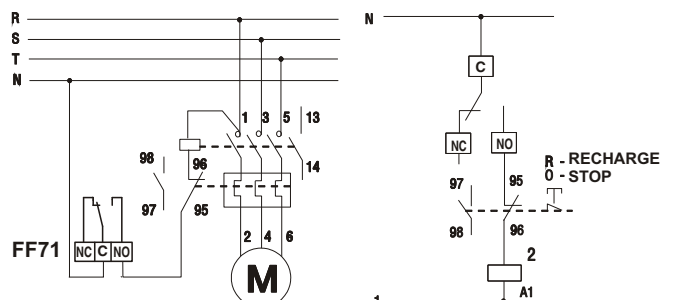 R
S
T
N
1 3 5 13
14
98 96
97 95
FF71 NC C NO
2 4 6
M
N
C
NC NO
R - RECHARGE
0 - STOP
97 95
98 96
2
A1
1